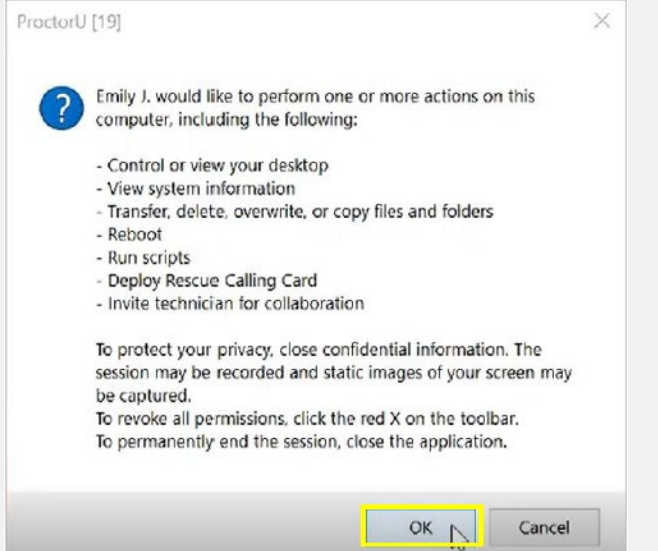 ProctorU [19]
Emily J. would like to perform one or more actions on this
computer, including the following:
- Control or view your desktop
- View system information
- Transfer, delete, overwrite, or copy files and folders
- Reboot
- Run scripts
- Deploy Rescue Calling Card
- Invite technician for collaboration
To protect your privacy, close confidential information. The
session may be recorded and static images of your screen may
be captured.
To revoke all permissions, click the red X on the toolbar.
To permanently end the session, close the application.
OK Cancel